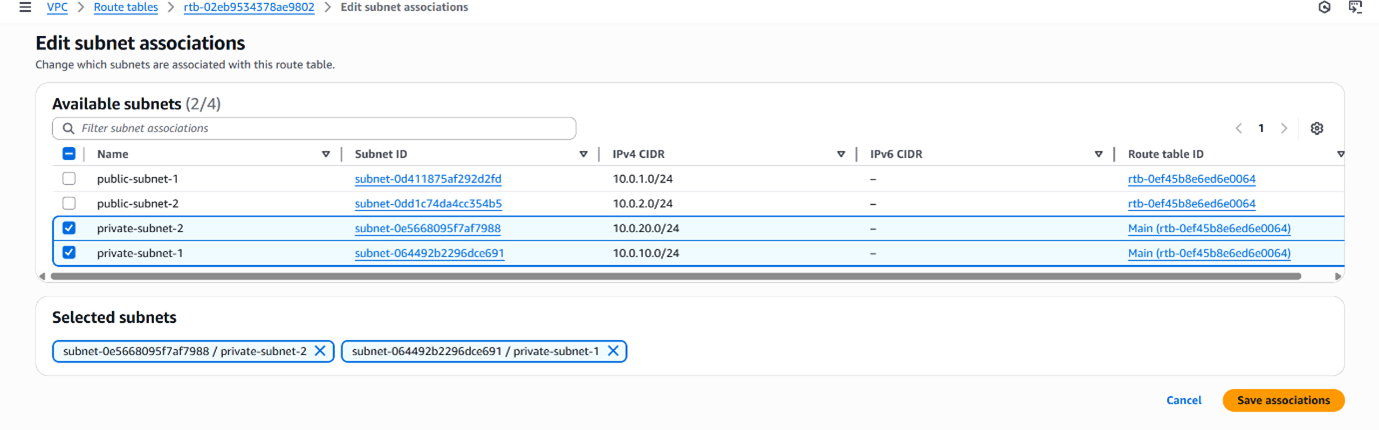 VPC > Route tables > rtb-02eb9534378ae9802 > Edit subnet associations
Edit subnet associations
Change which subnets are associated with this route table.
Available subnets (2/4)
Filter subnet associations
1
Name Subnet ID IPv4 CIDR IPv6 CIDR Route table ID
public-subnet-1 subnet-0d411875af292d2fd 10.0.1.0/24 – rtb-0ef45b8e6ed6e0064
public-subnet-2 subnet-0dd1c74da4cc354b5 10.0.2.0/24 – rtb-0ef45b8e6ed6e0064
private-subnet-2 subnet-0e5668095f7af7988 10.0.20.0/24 – Main (rtb-0ef45b8e6ed6e0064)
private-subnet-1 subnet-064492b2296dce691 10.0.10.0/24 – Main (rtb-0ef45b8e6ed6e0064)
Selected subnets
subnet-0e5668095f7af7988 / private-subnet-2 subnet-064492b2296dce691 / private-subnet-1
Cancel Save associations